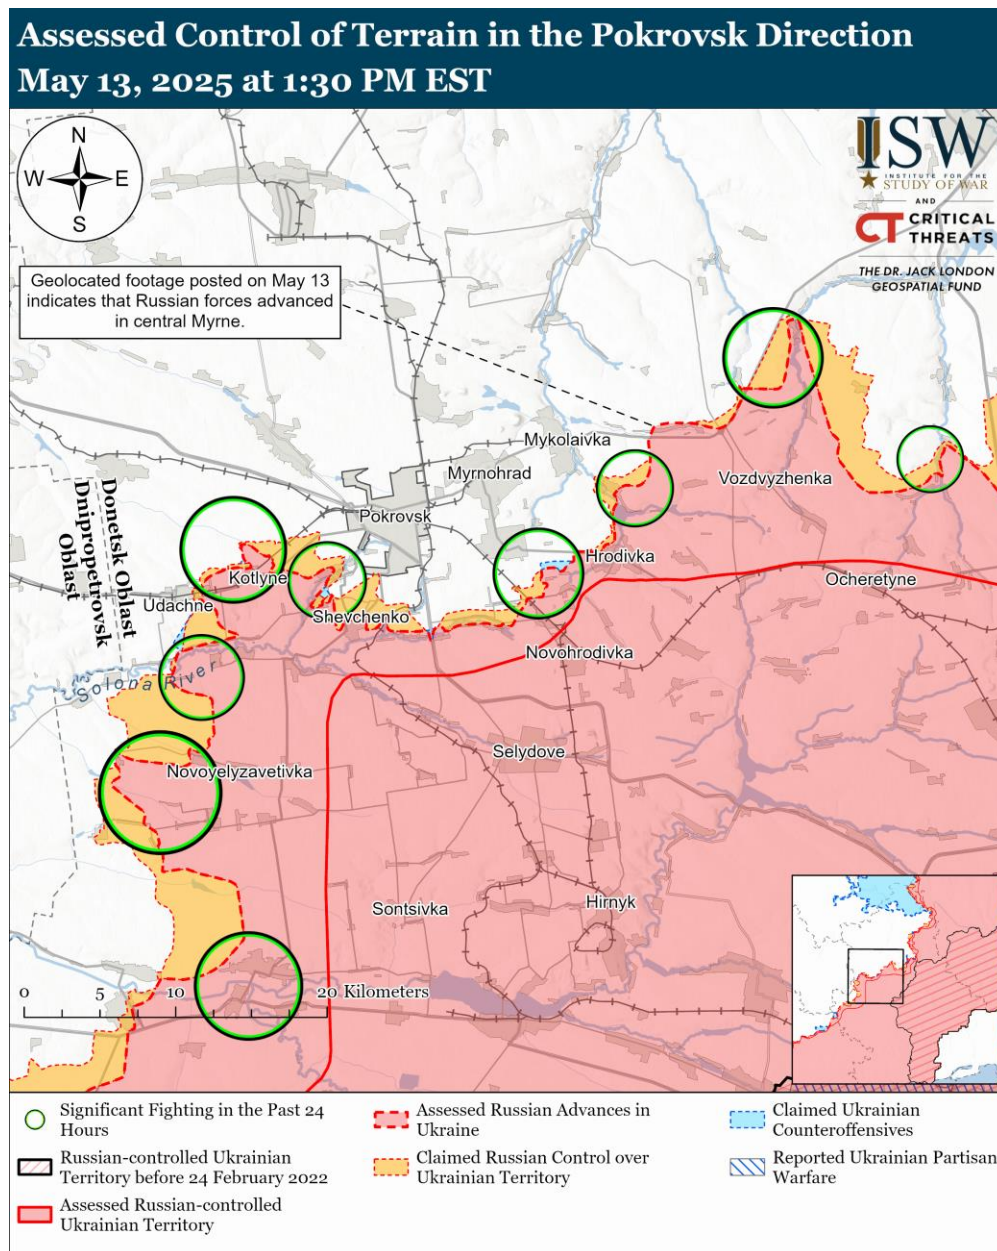 Assessed Control of Terrain in the Pokrovsk Direction
May 13, 2025 at 1:30 PM EST
N
W E
S
ISW
INSTITUTE FOR THE
STUDY OF WAR
AND
CT CRITICAL
THREATS
THE DR. JACK LONDON
GEOSPATIAL FUND
Geolocated footage posted on May 13
indicates that Russian forces advanced
in central Myrne.
Mykolaivka
Myrnohrad
Vozdvyzhenka
Pokrovsk
Donetsk Oblast
Dnipropetrovsk
Oblast
Hrodivka
Kotlyne
Ocheretyne
Udachne
Shevchenko
Novohrodivka
Solona River
Selydove
Novoyelyzavetivka
Hirnyk
Sontsivka
0 5 10 20 Kilometers
Significant Fighting in the Past 24
Hours
Russian-controlled Ukrainian
Territory before 24 February 2022
Assessed Russian-controlled
Ukrainian Territory
Assessed Russian Advances in
Ukraine
Claimed Russian Control over
Ukrainian Territory
Claimed Ukrainian
Counteroffensives
Reported Ukrainian Partisan
Warfare